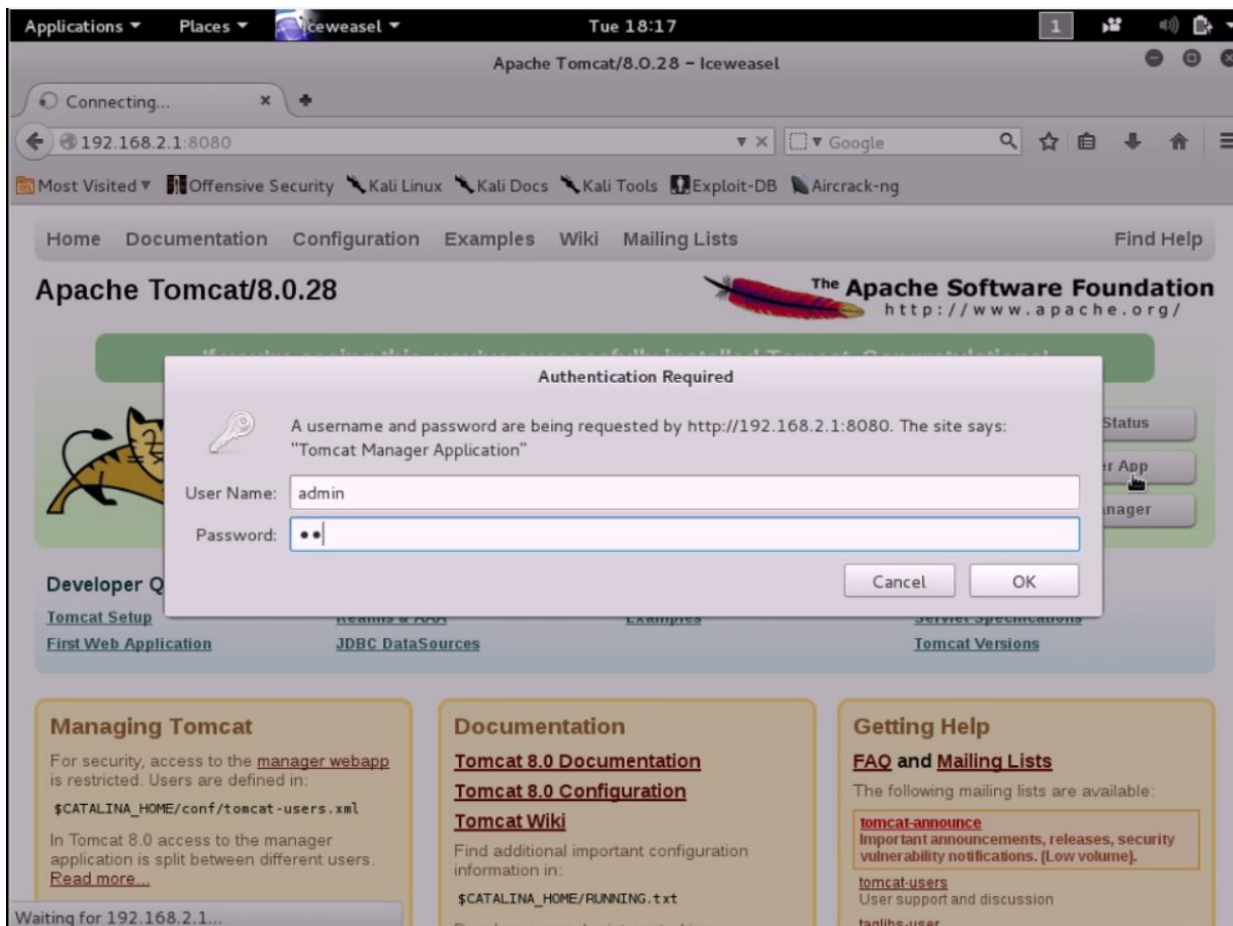 Applications Places Iceweasel Tue 18:17 1
Apache Tomcat/8.0.28 – Iceweasel
Connecting...
192.168.2.1:8080 Google
Most Visited Offensive Security Kali Linux Kali Docs Kali Tools Exploit-DB Aircrack-ng
Home Documentation Configuration Examples Wiki Mailing Lists Find Help
Apache Tomcat/8.0.28
The Apache Software Foundation
http://www.apache.org/
Authentication Required
A username and password are being requested by http://192.168.2.1:8080. The site says:
"Tomcat Manager Application"
User Name: admin
Password: ••
Cancel OK
Status
App
Developer
Tomcat Setup
Examples
Servlet Specifications
First Web Application JDBC DataSources Tomcat Versions
Managing Tomcat
For security, access to the manager webapp
is restricted. Users are defined in:
$CATALINA_HOME/conf/tomcat-users.xml
In Tomcat 8.0 access to the manager
application is split between different users.
Read more...
Documentation
Tomcat 8.0 Documentation
Tomcat 8.0 Configuration
Tomcat Wiki
Find additional important configuration
information in:
$CATALINA_HOME/RUNNING.txt
Getting Help
FAQ and Mailing Lists
The following mailing lists are available:
tomcat-announce
Important announcements, releases, security
vulnerability notifications. (Low volume).
tomcat-users
User support and discussion
taglibs-user
Waiting for 192.168.2.1...